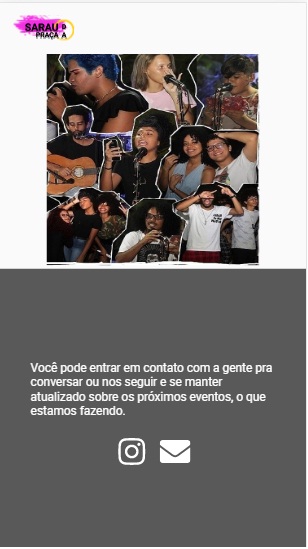 SARAU D
PRAÇA A
Você pode entrar em contato com a gente pra
conversar ou nos seguir e se manter
atualizado sobre os próximos eventos, o que
estamos fazendo.